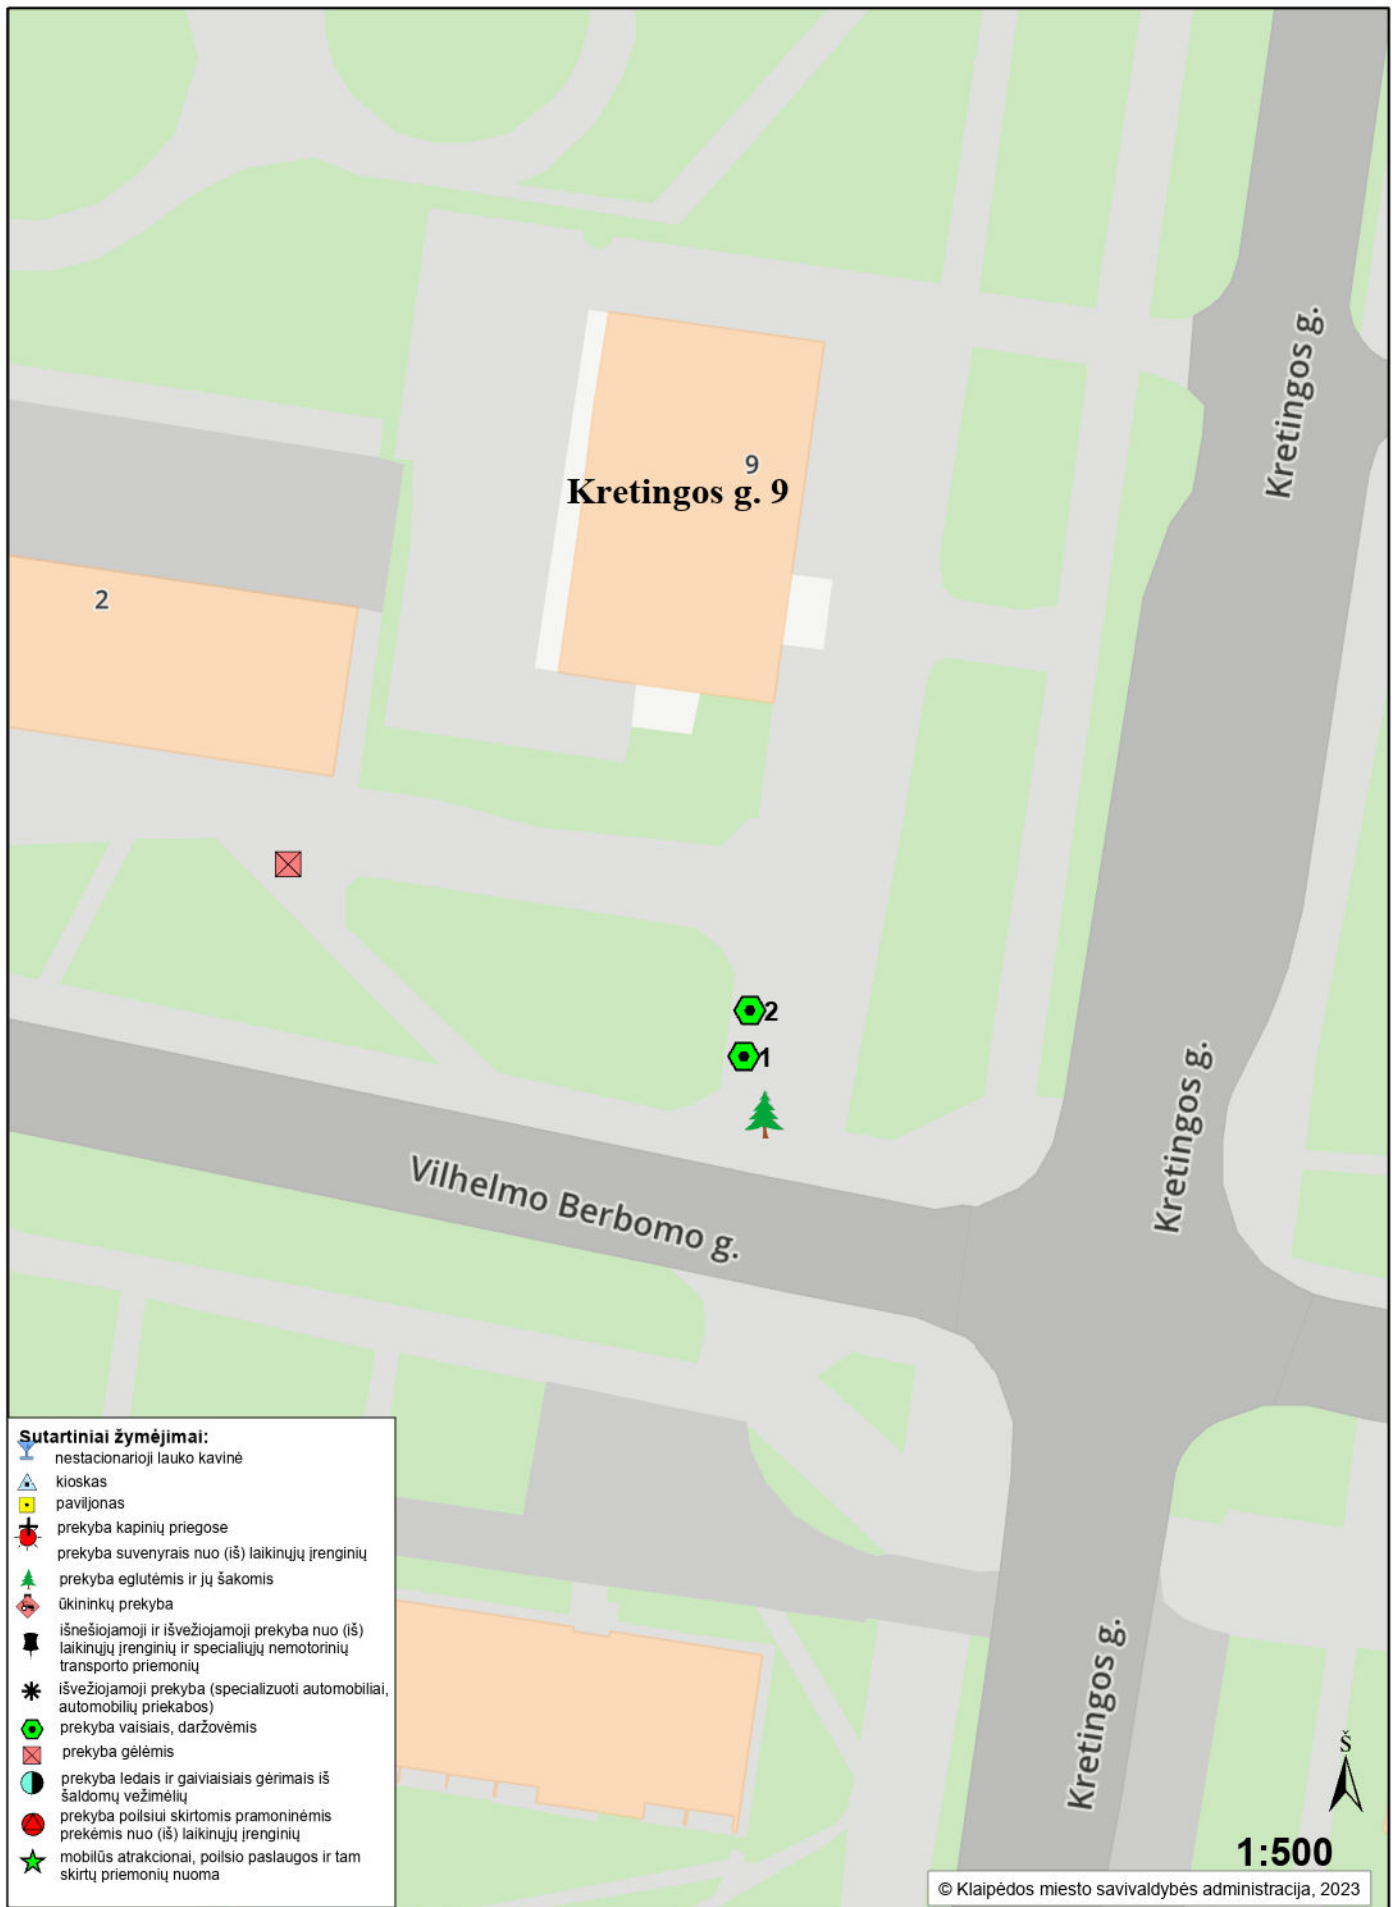 Kretingos g.
9
Kretingos g. 9
2
2
1
Kretingos g.
Vilhelmo Berbomo g.
Sutartiniai žymėjimai:
nestacionarioji lauko kavinė
kioskas
paviljonas
prekyba kapinių priegose
prekyba suvenyrais nuo (iš) laikinųjų įrenginių
prekyba eglutėmis ir jų šakomis
ūkininkų prekyba
išnešiojamoji ir išvežiojamoji prekyba nuo (iš)
laikinųjų įrenginių ir specialiųjų nemotorinių
transporto priemonių
išvežiojamoji prekyba (specializuoti automobiliai,
automobilių priekabos)
prekyba vaisiais, daržovėmis
prekyba gėlėmis
prekyba ledais ir gaiviaisiais gėrimais iš
šaldomų vežimėlių
prekyba poilsiui skirtomis pramoninėmis
prekėmis nuo (iš) laikinųjų įrenginių
mobilūs atrakcionai, poilsio paslaugos ir tam
skirtų priemonių nuoma
Kretingos g.
Š
1:500
© Klaipėdos miesto savivaldybės administracija, 2023